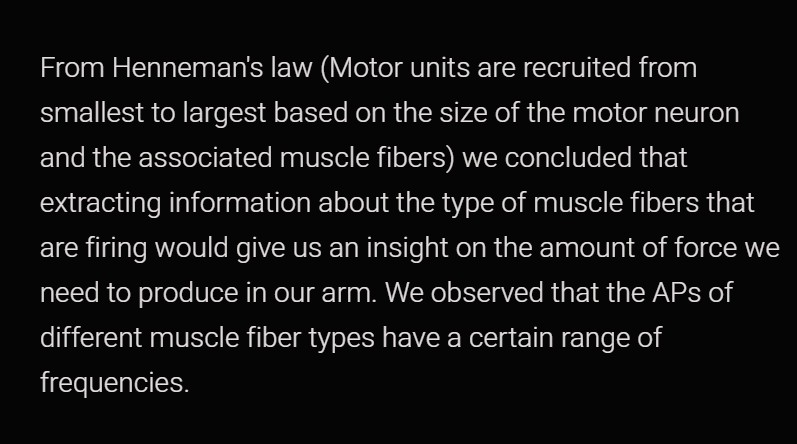 From Henneman's law (Motor units are recruited from
smallest to largest based on the size of the motor neuron
and the associated muscle fibers) we concluded that
extracting information about the type of muscle fibers that
are firing would give us an insight on the amount of force we
need to produce in our arm. We observed that the APs of
different muscle fiber types have a certain range of
frequencies.